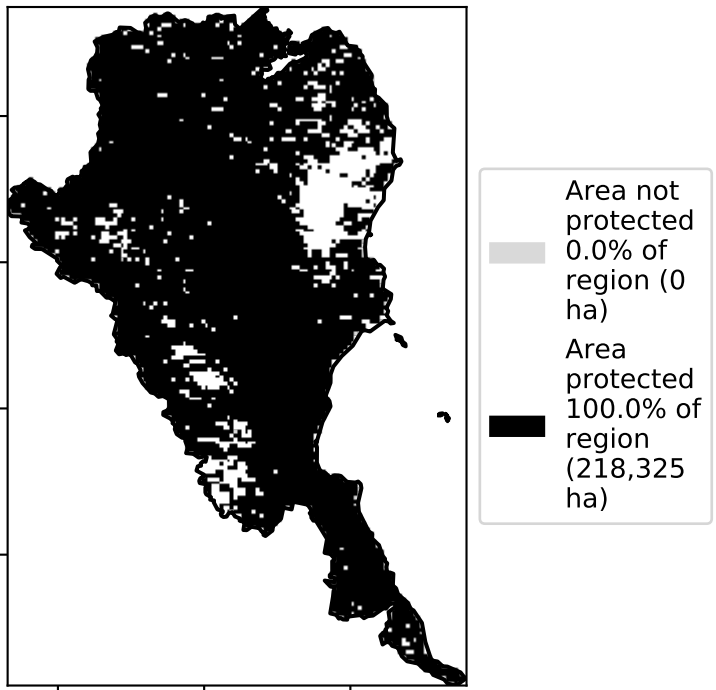 Area not
protected
0.0% of
region (0
ha)
Area
protected
100.0% of
region
(218,325
ha)